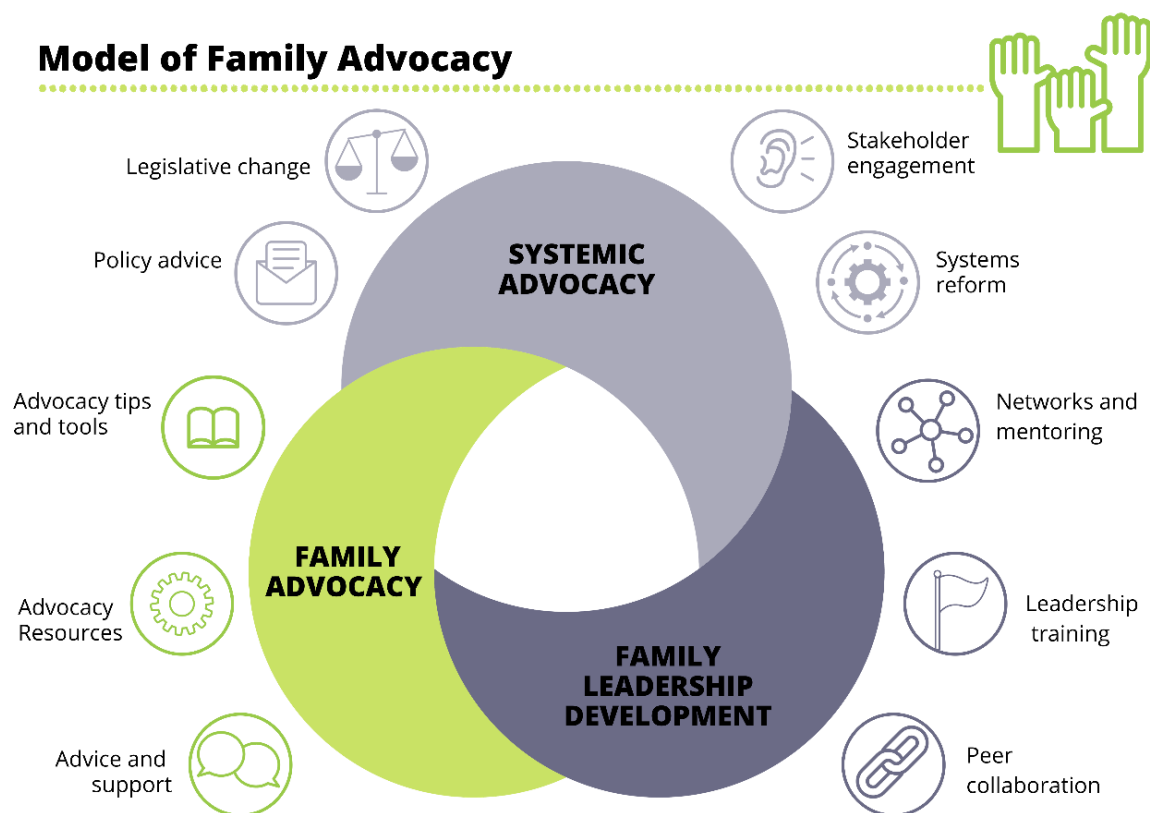 Model of Family Advocacy
Legislative change
Stakeholder
engagement
Policy advice
Systems
reform
SYSTEMIC
ADVOCACY
Advocacy tips
and tools
Networks and
mentoring
FAMILY
ADVOCACY
Advocacy
Resources
Leadership
training
FAMILY
LEADERSHIP
DEVELOPMENT
Advice and
support
Peer
collaboration